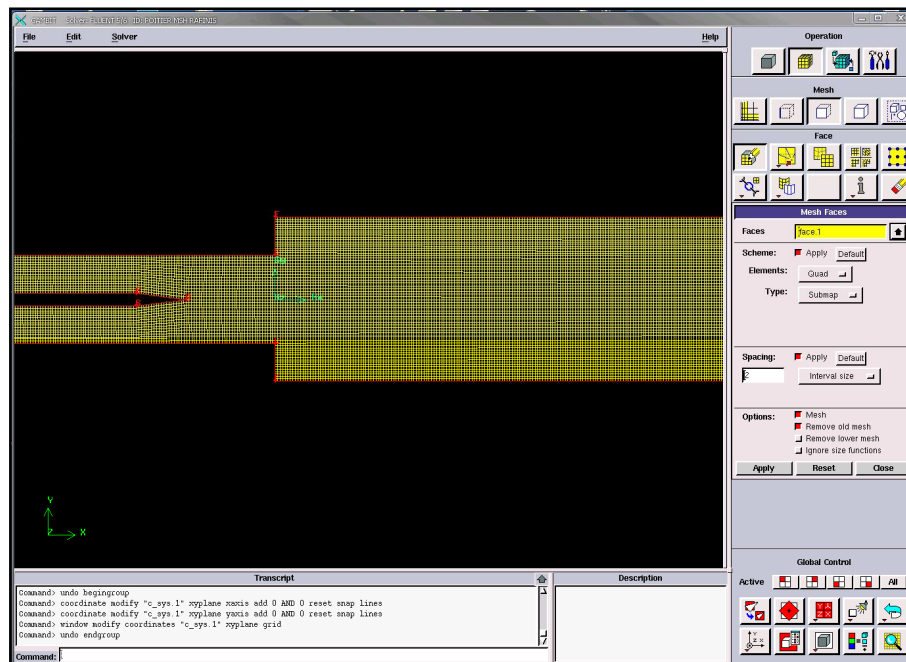 GAMBIT Solver: FLUENT 5/6 ID: POITIER MSH RAFINIS
File Edit Solver Help
Operation
Mesh
Face
Mesh Faces
Faces face.1
Scheme: Apply Default
Elements: Quad
Type: Submap
Spacing: Apply Default
2 Interval size
Options: Mesh
Remove old mesh
Remove lower mesh
Ignore size functions
Apply Reset Close
Y
Z X
Transcript
Command> undo begingroup
Command> coordinate modify "c_sys.1" xyplane xaxis add 0 AND 0 reset snap lines
Command> coordinate modify "c_sys.1" xyplane yaxis add 0 AND 0 reset snap lines
Command> window modify coordinates "c_sys.1" xyplane grid
Command> undo endgroup
Command:
Description
Global Control
Active All